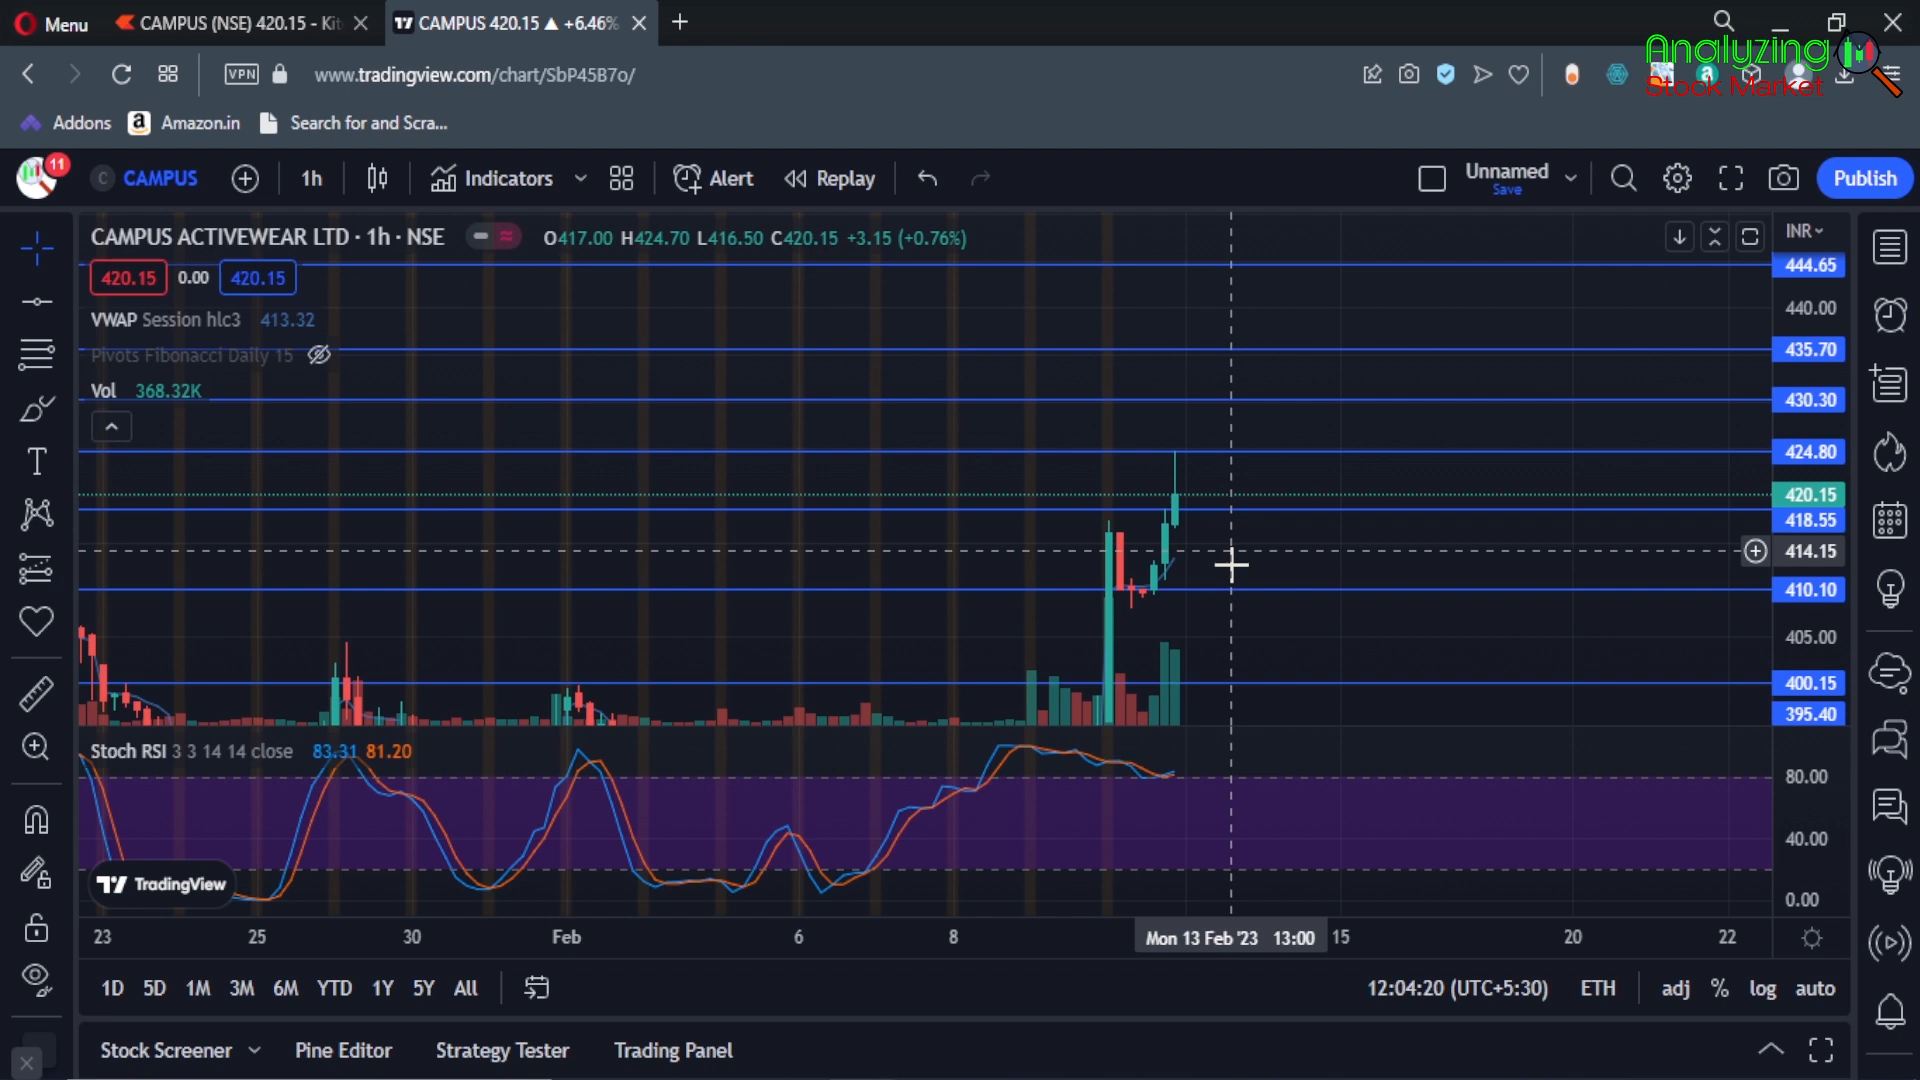 Menu
CAMPUS (NSE) 420.15 - Kit
CAMPUS 420.15 ▲ +6.46%
Analyzing
Stock Market
VPN
www.tradingview.com/chart/SbP45B7o/
Addons
Amazon.in
Search for and Scra...
11
C CAMPUS
1h
Indicators
Alert
Replay
Unnamed
Save
Publish
CAMPUS ACTIVEWEAR LTD · 1h · NSE
O417.00 H424.70 L416.50 C420.15 +3.15 (+0.76%)
INR
420.15 0.00 420.15
VWAP Session hlc3 413.32
Pivots Fibonacci Daily 15
Vol 368.32K
444.65
440.00
435.70
430.30
424.80
420.15
418.55
414.15
410.10
405.00
400.15
395.40
Stoch RSI 3 3 14 14 close 83.31 81.20
80.00
40.00
0.00
TradingView
23 25 30 Feb 6 8 Mon 13 Feb '23 13:00 15 20 22
1D 5D 1M 3M 6M YTD 1Y 5Y All
12:04:20 (UTC+5:30) ETH adj % log auto
Stock Screener Pine Editor Strategy Tester Trading Panel